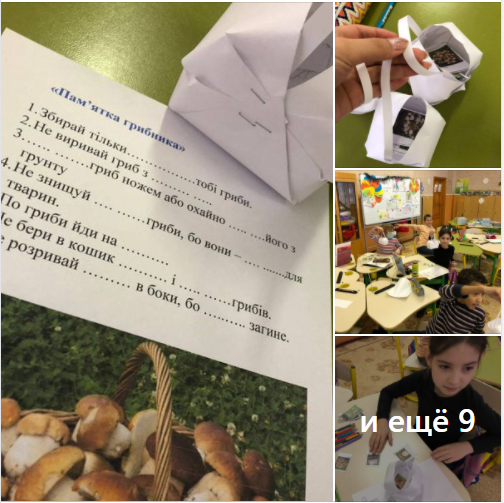 «Пам'ятка грибника»
1. Збирай тільки……………тобі гриби.
2. Не виривай гриб з ……… ……
3. …… ………гриб ножем або охайно ……. ……його з
грунту
4. Не знищуй ……… ………гриби, бо вони – ……………для
тварин.
По гриби йди на …………
Не бери в кошик ………… і …………грибів.
розривай ………… в боки, бо ………… загине.
и ещё 9